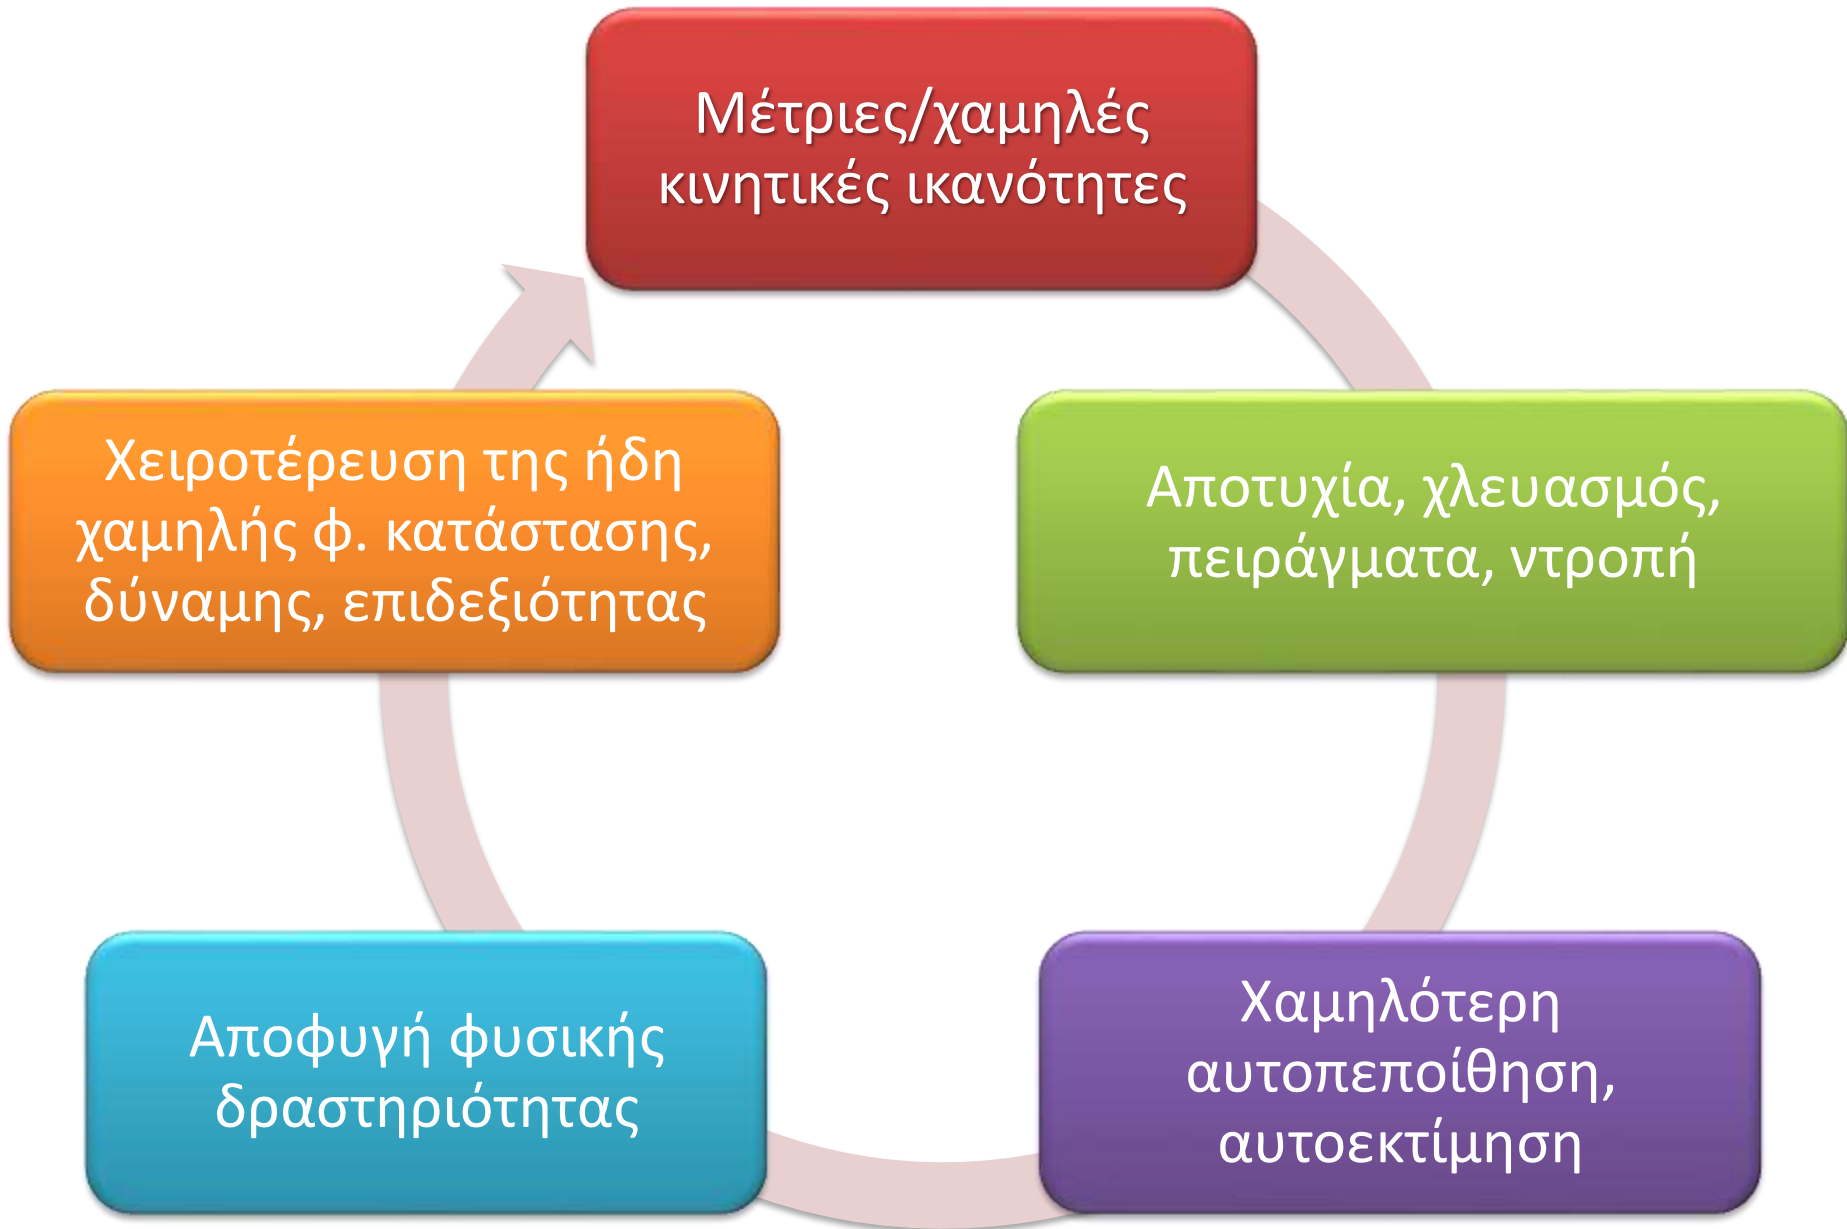 Μέτριες/χαμηλές
κινητικές ικανότητες
Αποτυχία, χλευασμός,
πειράγματα, ντροπή
Χαμηλότερη
αυτοπεποίθηση,
αυτοεκτίμηση
Αποφυγή φυσικής
δραστηριότητας
Χειροτέρευση της ήδη
χαμηλής φ. κατάστασης,
δύναμης, επιδεξιότητας